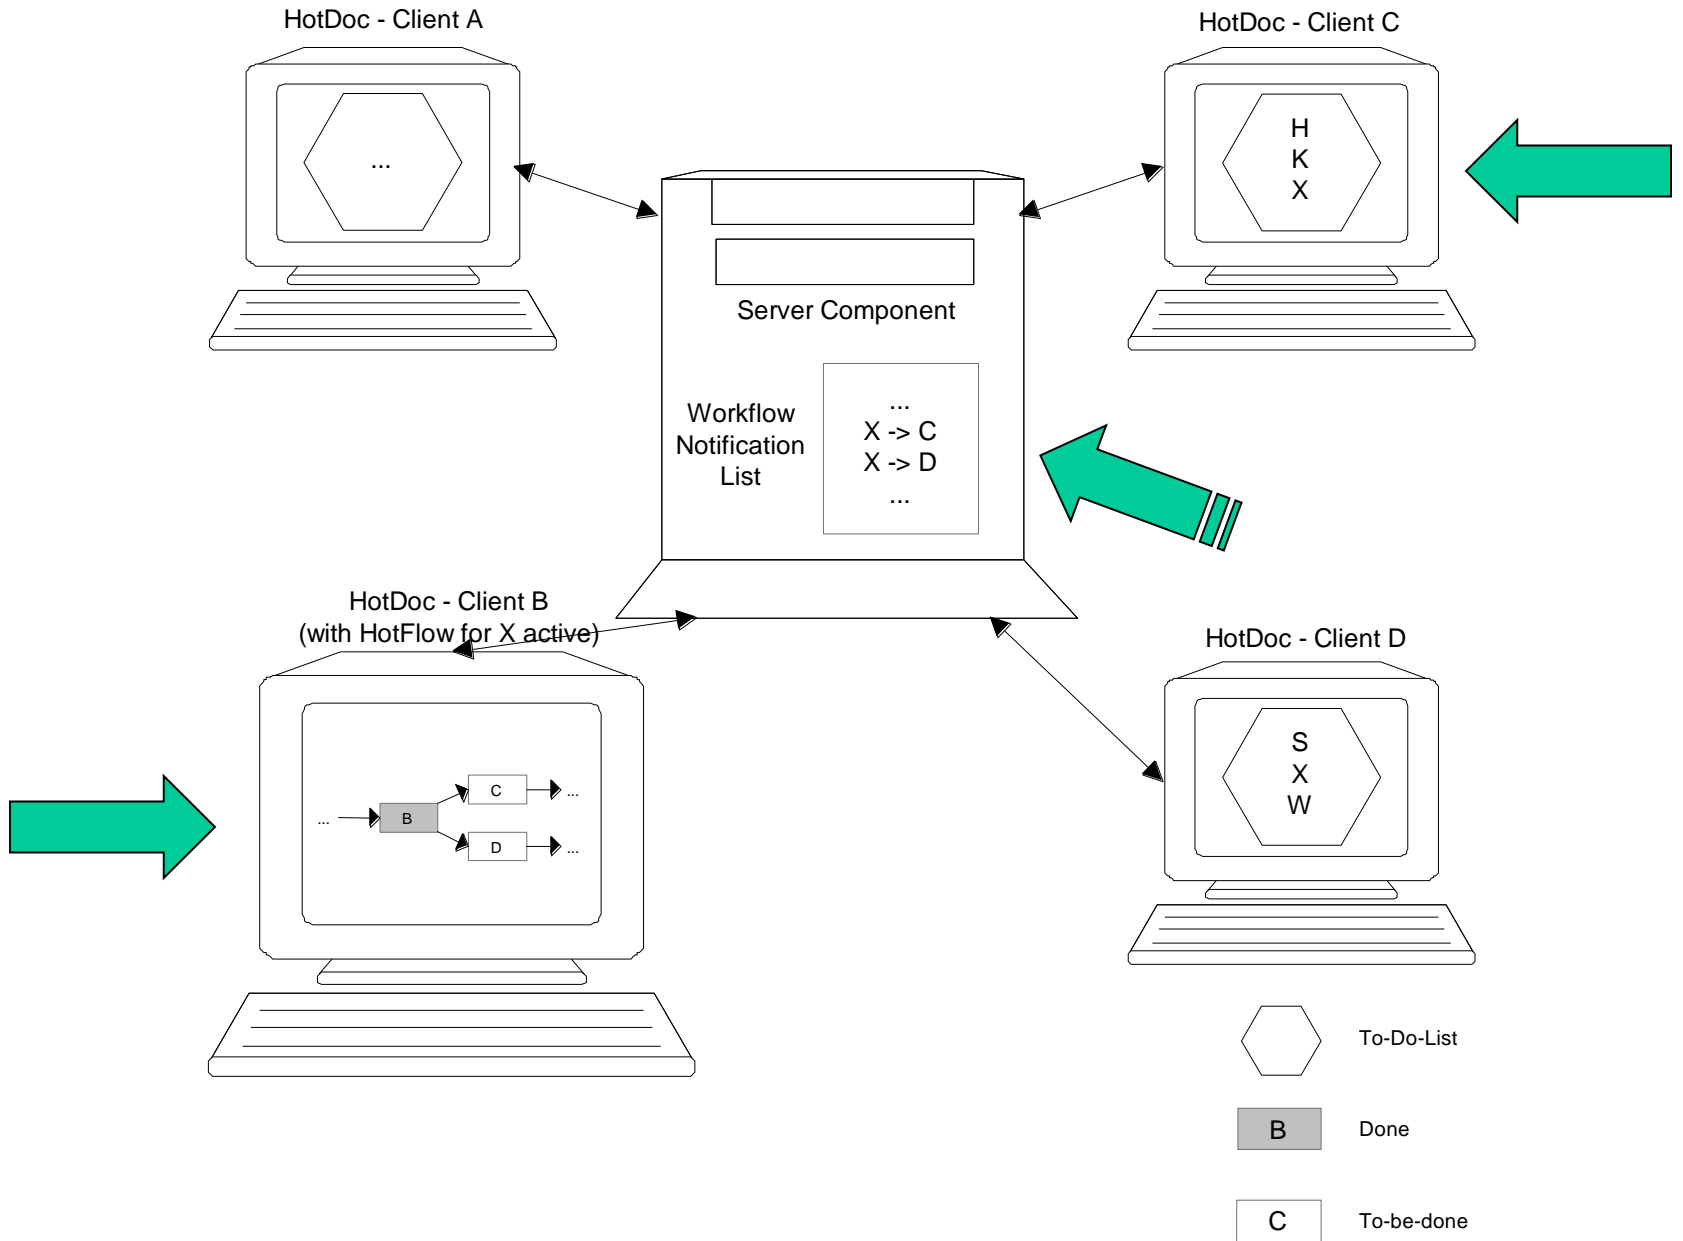 HotDoc - Client A
HotDoc - Client C
...
H
K
X
Server Component
Workflow
Notification
List
...
X -> C
X -> D
...
HotDoc - Client B
(with HotFlow for X active)
...
B
C
...
D
...
HotDoc - Client D
S
X
W
To-Do-List
B
Done
C
To-be-done